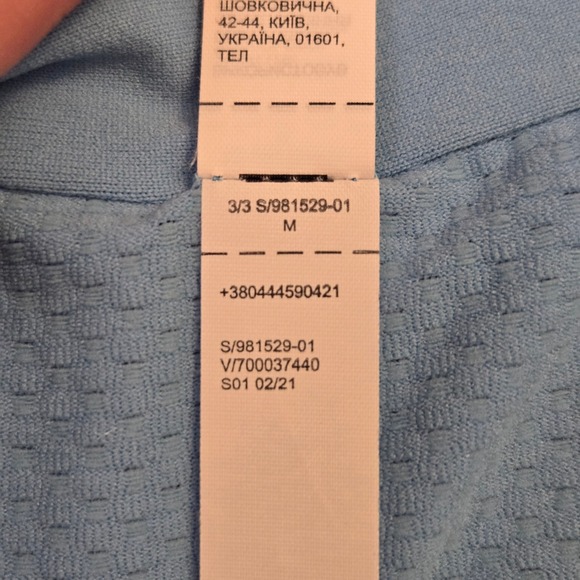 ШОВКОВИЧНА,
42-44, КИЇВ,
УКРАЇНА, 01601,
ТЕЛ
3/3 S/981529-01
M
+380444590421
S/981529-01
V/700037440
S01 02/21